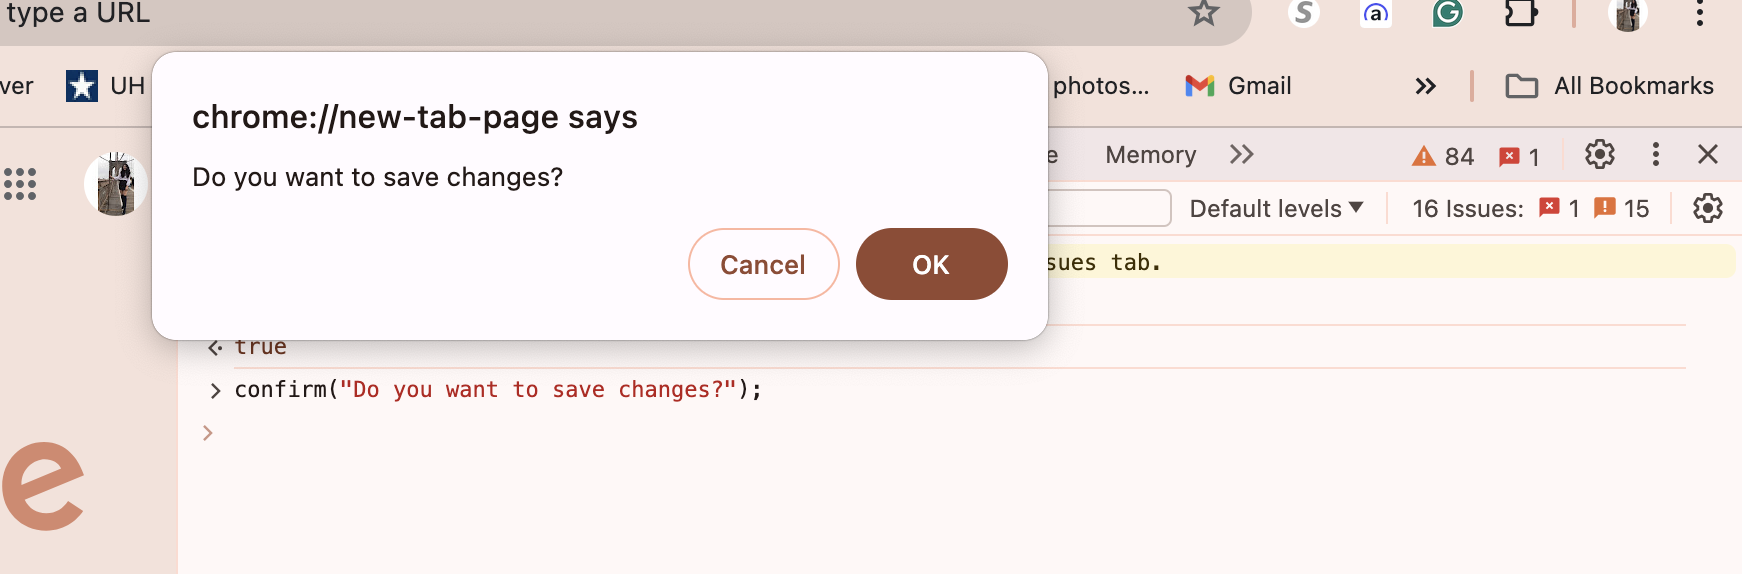 type a URL
ver UH photos... Gmail All Bookmarks
chrome://new-tab-page says
Do you want to save changes?
Cancel OK
e Memory 84 1
Default levels 16 Issues: 1 15
sues tab.
true
confirm("Do you want to save changes?");
e